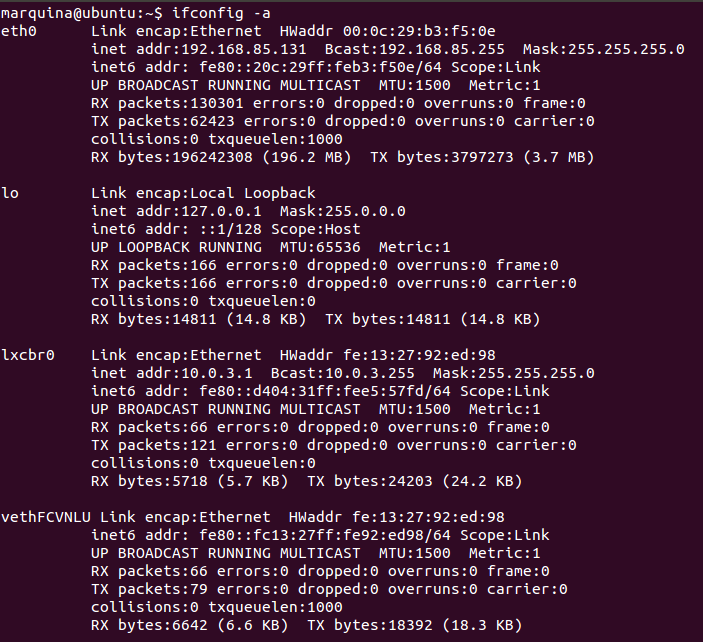 marquina@ubuntu:~$ ifconfig -a
eth0      Link encap:Ethernet  HWaddr 00:0c:29:b3:f5:0e
          inet addr:192.168.85.131  Bcast:192.168.85.255  Mask:255.255.255.0
          inet6 addr: fe80::20c:29ff:feb3:f50e/64 Scope:Link
          UP BROADCAST RUNNING MULTICAST  MTU:1500  Metric:1
          RX packets:130301 errors:0 dropped:0 overruns:0 frame:0
          TX packets:62423 errors:0 dropped:0 overruns:0 carrier:0
          collisions:0 txqueuelen:1000
          RX bytes:196242308 (196.2 MB)  TX bytes:3797273 (3.7 MB)

lo        Link encap:Local Loopback
          inet addr:127.0.0.1  Mask:255.0.0.0
          inet6 addr: ::1/128 Scope:Host
          UP LOOPBACK RUNNING  MTU:65536  Metric:1
          RX packets:166 errors:0 dropped:0 overruns:0 frame:0
          TX packets:166 errors:0 dropped:0 overruns:0 carrier:0
          collisions:0 txqueuelen:0
          RX bytes:14811 (14.8 KB)  TX bytes:14811 (14.8 KB)

lxcbr0    Link encap:Ethernet  HWaddr fe:13:27:92:ed:98
          inet addr:10.0.3.1  Bcast:10.0.3.255  Mask:255.255.255.0
          inet6 addr: fe80::d404:31ff:fee5:57fd/64 Scope:Link
          UP BROADCAST RUNNING MULTICAST  MTU:1500  Metric:1
          RX packets:66 errors:0 dropped:0 overruns:0 frame:0
          TX packets:121 errors:0 dropped:0 overruns:0 carrier:0
          collisions:0 txqueuelen:0
          RX bytes:5718 (5.7 KB)  TX bytes:24203 (24.2 KB)

vethFCVNLU Link encap:Ethernet  HWaddr fe:13:27:92:ed:98
          inet6 addr: fe80::fc13:27ff:fe92:ed98/64 Scope:Link
          UP BROADCAST RUNNING MULTICAST  MTU:1500  Metric:1
          RX packets:66 errors:0 dropped:0 overruns:0 frame:0
          TX packets:79 errors:0 dropped:0 overruns:0 carrier:0
          collisions:0 txqueuelen:1000
          RX bytes:6642 (6.6 KB)  TX bytes:18392 (18.3 KB)